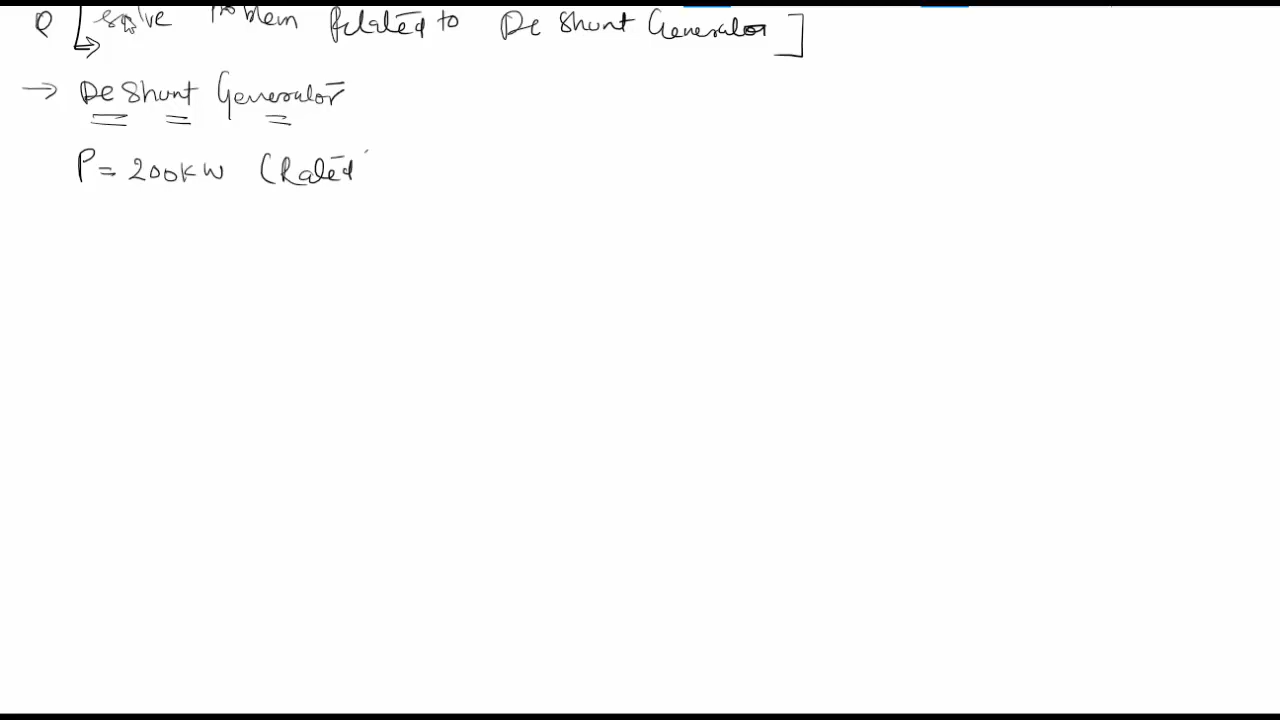 Q [solve Problem Related to DC Shunt Generator]
→ DC Shunt Generator
P = 200KW (Rated